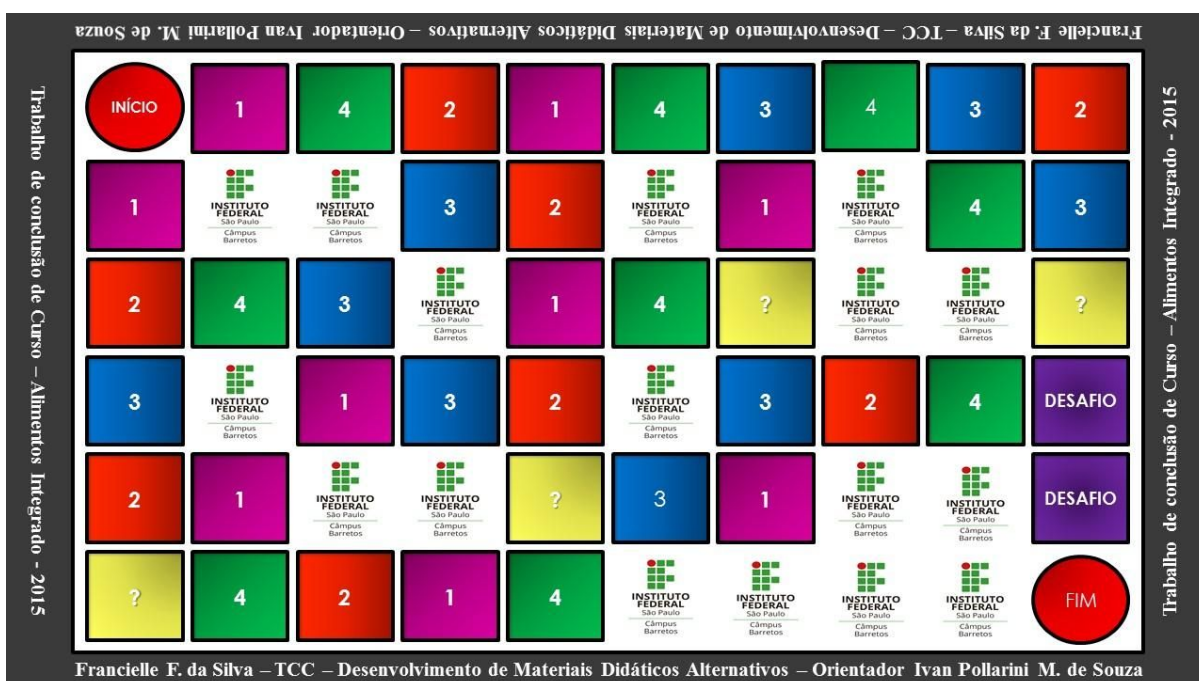 Francielle F. da Silva – TCC – Desenvolvimento de Materiais Didáticos Alternativos – Orientador Ivan Pollarini M. de Souza
Trabalho de conclusão de Curso – Alimentos Integrado - 2015
INÍCIO 1 4 2 1 4 3 4 3 2
1 INSTITUTO FEDERAL São Paulo Câmpus Barretos INSTITUTO FEDERAL São Paulo Câmpus Barretos 3 2 INSTITUTO FEDERAL São Paulo Câmpus Barretos 1 INSTITUTO FEDERAL São Paulo Câmpus Barretos 4 3
2 4 3 INSTITUTO FEDERAL São Paulo Câmpus Barretos 1 4 ? INSTITUTO FEDERAL São Paulo Câmpus Barretos INSTITUTO FEDERAL São Paulo Câmpus Barretos ?
3 INSTITUTO FEDERAL São Paulo Câmpus Barretos 1 3 2 INSTITUTO FEDERAL São Paulo Câmpus Barretos 3 2 4 DESAFIO
2 1 INSTITUTO FEDERAL São Paulo Câmpus Barretos INSTITUTO FEDERAL São Paulo Câmpus Barretos ? 3 1 INSTITUTO FEDERAL São Paulo Câmpus Barretos INSTITUTO FEDERAL São Paulo Câmpus Barretos DESAFIO
? 4 2 1 4 INSTITUTO FEDERAL São Paulo Câmpus Barretos INSTITUTO FEDERAL São Paulo Câmpus Barretos INSTITUTO FEDERAL São Paulo Câmpus Barretos INSTITUTO FEDERAL São Paulo Câmpus Barretos FIM
Trabalho de conclusão de Curso – Alimentos Integrado - 2015
Francielle F. da Silva – TCC – Desenvolvimento de Materiais Didáticos Alternativos – Orientador Ivan Pollarini M. de Souza